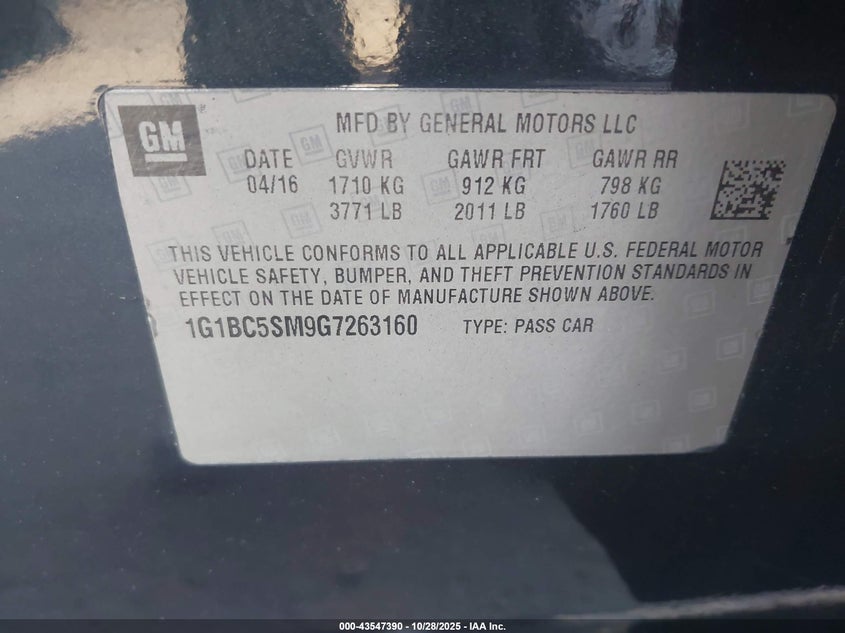 GM
MFD BY GENERAL MOTORS LLC
DATE GVWR GAWR FRT GAWR RR
04/16 1710 KG 912 KG 798 KG
3771 LB 2011 LB 1760 LB
THIS VEHICLE CONFORMS TO ALL APPLICABLE U.S. FEDERAL MOTOR
VEHICLE SAFETY, BUMPER, AND THEFT PREVENTION STANDARDS IN
EFFECT ON THE DATE OF MANUFACTURE SHOWN ABOVE.
1G1BC5SM9G7263160 TYPE: PASS CAR
000-43547390 - 10/28/2025 - IAA Inc.